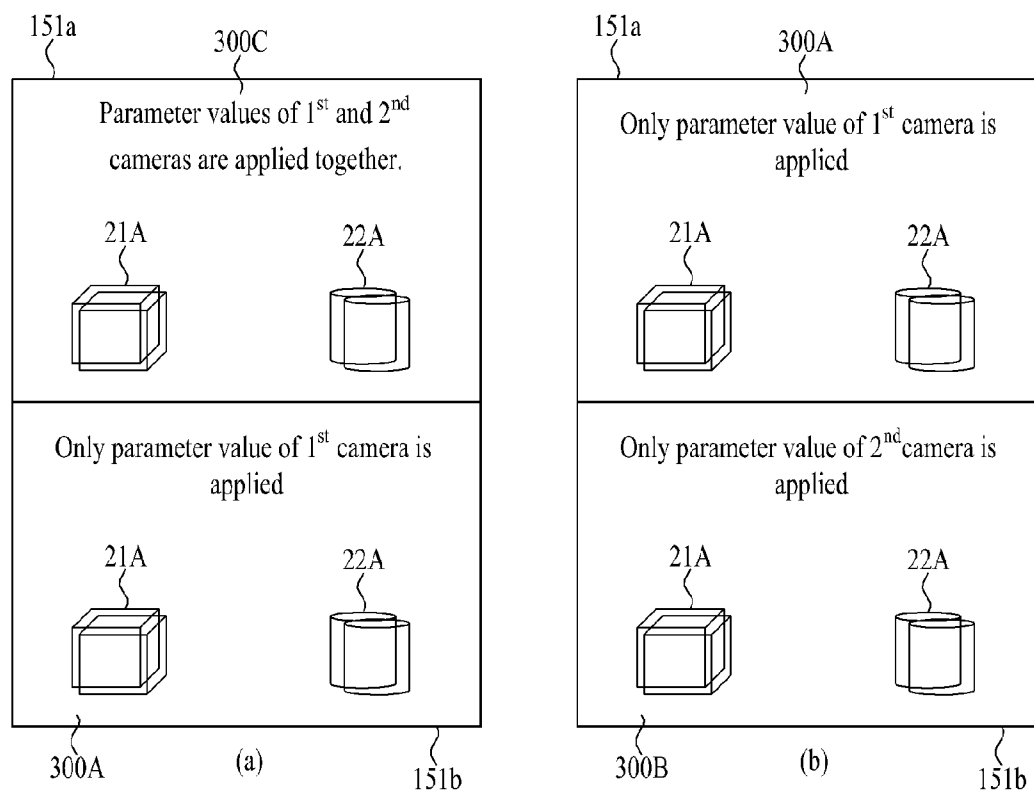 151a
300C
Parameter values of 1st and 2nd
cameras are applied together.
21A
22A
Only parameter value of 1st camera is
applied
21A
22A
300A
(a)
151b
151a
300A
Only parameter value of 1st camera is
applied
21A
22A
Only parameter value of 2nd camera is
applied
21A
22A
300B
(b)
151b